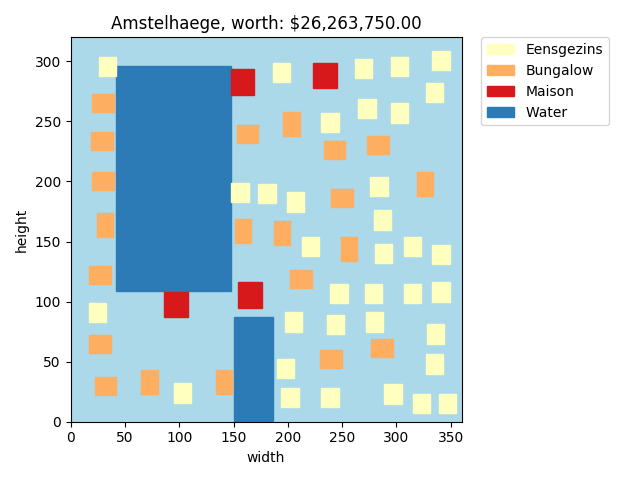 Amstelhaege, worth: $26,263,750.00
Eensgezins
Bungalow
Maison
Water
height
300
250
200
150
100
50
0
0 50 100 150 200 250 300 350
width